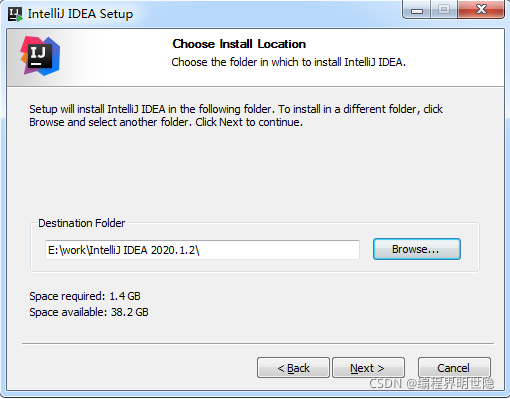 IntelliJ IDEA Setup
IJ
Choose Install Location
Choose the folder in which to install IntelliJ IDEA.
Setup will install IntelliJ IDEA in the following folder. To install in a different folder, click
Browse and select another folder. Click Next to continue.
Destination Folder
E:\work\IntelliJ IDEA 2020.1.2\
Browse...
Space required: 1.4 GB
Space available: 38.2 GB
< Back
Next >
Cancel
CSDN @编程界明世隐